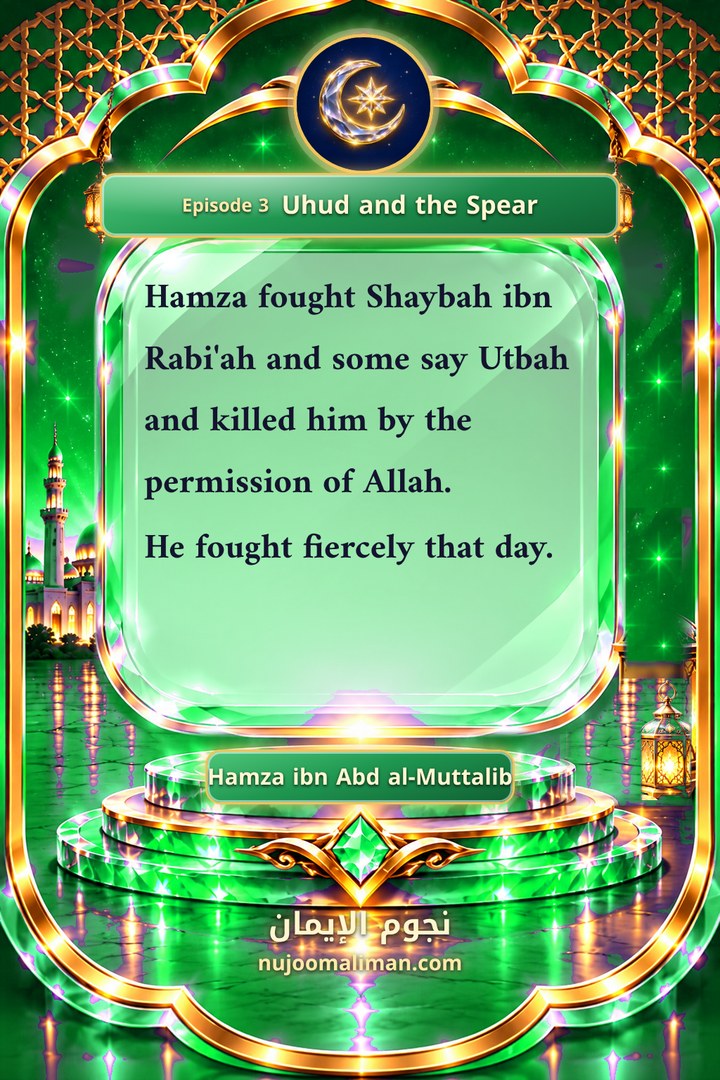 Episode 3 Uhud and the Spear
Hamza fought Shaybah ibn
Rabi'ah and some say Utbah
and killed him by the
permission of Allah.
He fought fiercely that day.
Hamza ibn Abd al-Muttalib
نجوم الإيمان
nujoomaliman.com